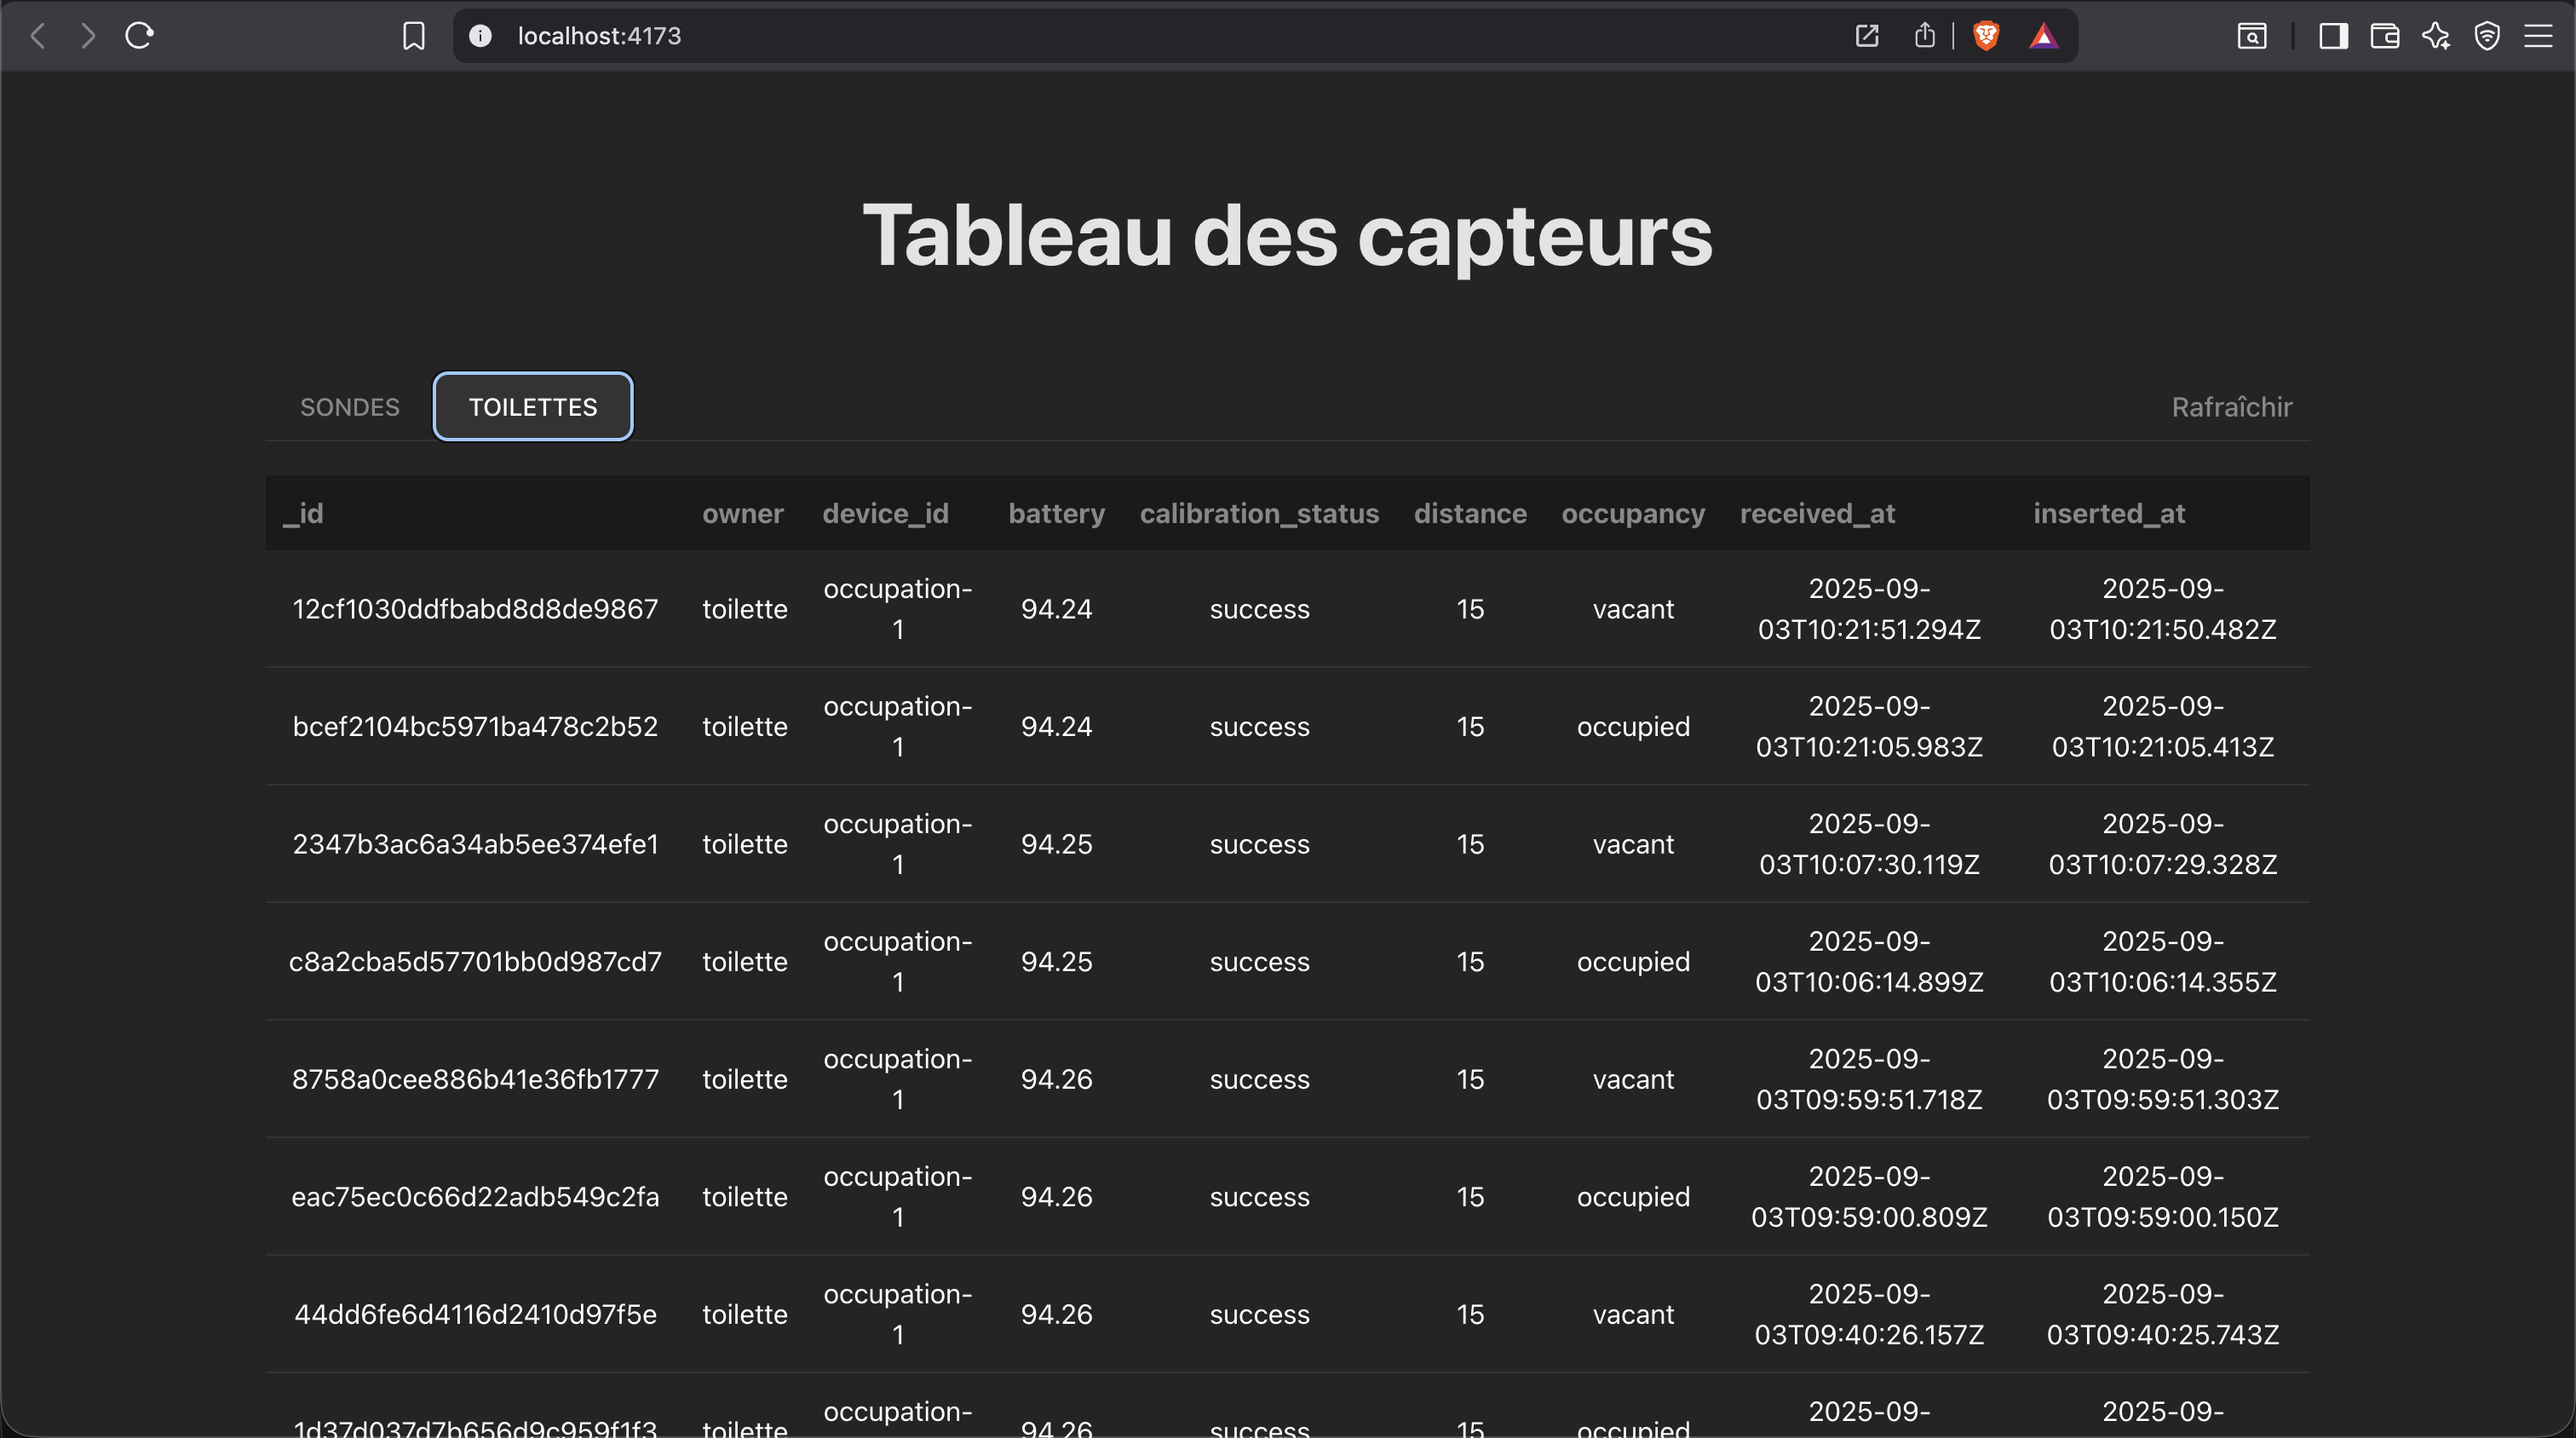 localhost:4173
Tableau des capteurs
SONDES TOILETTES Rafraîchir
_id owner device_id battery calibration_status distance occupancy received_at inserted_at
12cf1030ddfbabd8d8de9867 toilette occupation-1 94.24 success 15 vacant 2025-09-03T10:21:51.294Z 2025-09-03T10:21:50.482Z
bcef2104bc5971ba478c2b52 toilette occupation-1 94.24 success 15 occupied 2025-09-03T10:21:05.983Z 2025-09-03T10:21:05.413Z
2347b3ac6a34ab5ee374efe1 toilette occupation-1 94.25 success 15 vacant 2025-09-03T10:07:30.119Z 2025-09-03T10:07:29.328Z
c8a2cba5d57701bb0d987cd7 toilette occupation-1 94.25 success 15 occupied 2025-09-03T10:06:14.899Z 2025-09-03T10:06:14.355Z
8758a0cee886b41e36fb1777 toilette occupation-1 94.26 success 15 vacant 2025-09-03T09:59:51.718Z 2025-09-03T09:59:51.303Z
eac75ec0c66d22adb549c2fa toilette occupation-1 94.26 success 15 occupied 2025-09-03T09:59:00.809Z 2025-09-03T09:59:00.150Z
44dd6fe6d4116d2410d97f5e toilette occupation-1 94.26 success 15 vacant 2025-09-03T09:40:26.157Z 2025-09-03T09:40:25.743Z
1d37d037d7b656d9c959f1f3 toilette occupation- 94.26 success 15 occupied 2025-09- 2025-09-